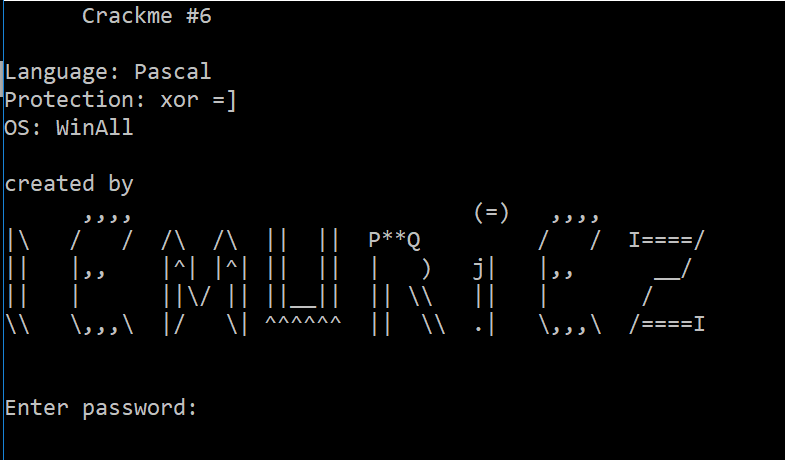 Crackme #6
Language: Pascal
Protection: xor =]
OS: WinAll
created by
      ,,,,                          (=)   ,,,,
|\   /   /  /\  /\  ||  ||  P**Q         /   /  I====/
||   |,,    |^| |^| ||  ||  |   )   j|   |,,      __/
||   |      ||\/ || ||__||  || \\   ||   |       /
\\   \,,,\  |/   \| ^^^^^^  ||  \\  .|   \,,,\  /====I
Enter password: